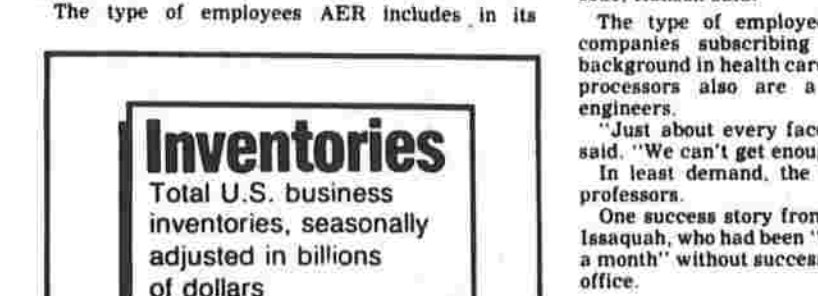 The type of employees AER includes in its
Inventories
Total U.S. business
inventories, seasonally
adjusted in billions
of dollars
The type of employe
companies subscribing
background in health car
processors also are a
engineers.
"Just about every fac
said. "We can't get enou
In least demand, the
professors.
One success story from
Issaquah, who had been "
a month" without success
office.